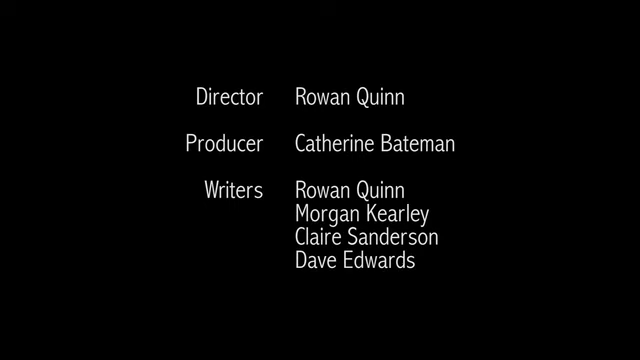 Director Rowan Quinn
Producer Catherine Bateman
Writers Rowan Quinn
Morgan Kearley
Claire Sanderson
Dave Edwards